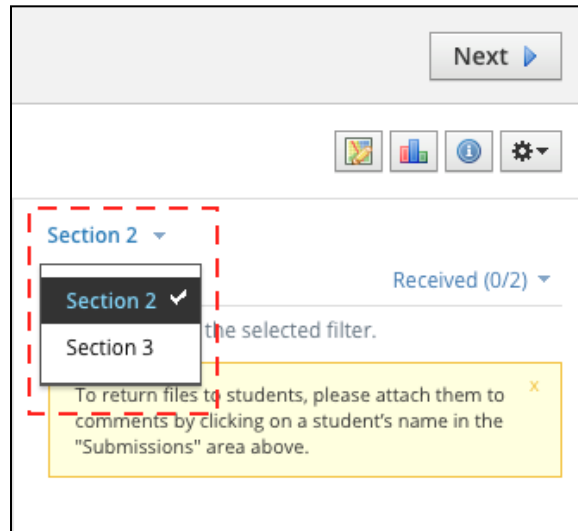 Next
Section 2
Received (0/2)
Section 2
Section 3
the selected filter.
To return files to students, please attach them to
comments by clicking on a student's name in the
"Submissions" area above.
x